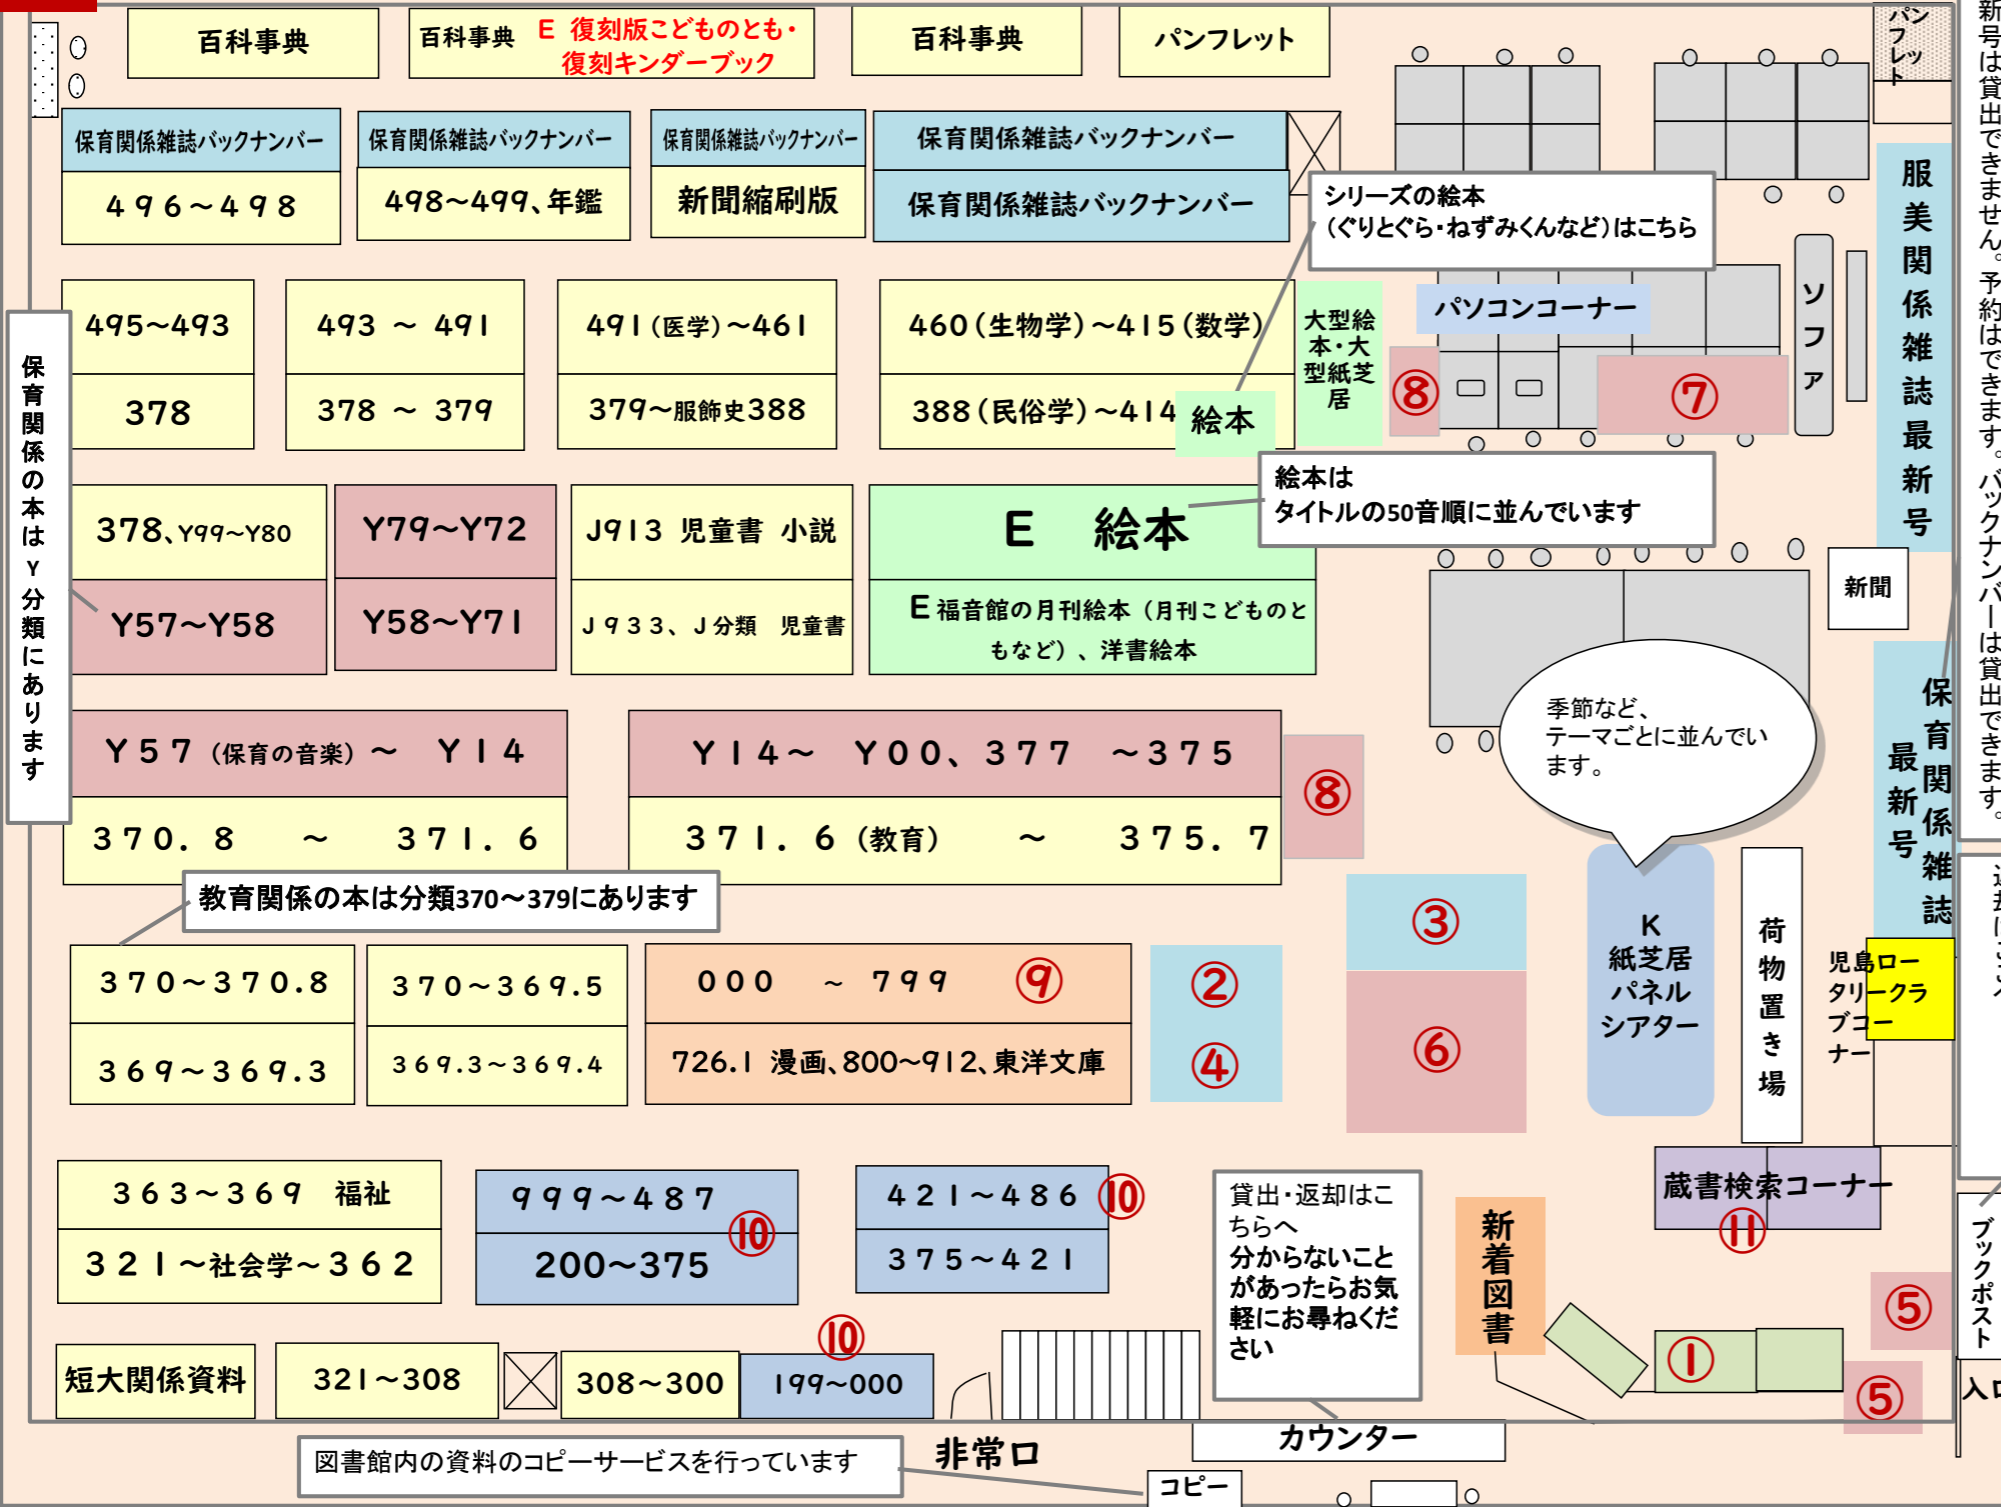 百科事典
百科事典 E 復刻版こどものとも・
復刻キンダーブック
百科事典
パンフレット
パン
フ
レッ
ト
保育関係雑誌バックナンバー
保育関係雑誌バックナンバー
保育関係雑誌バックナンバー
保育関係雑誌バックナンバー
４９６～４９８
498～499、年鑑
新聞縮刷版
保育関係雑誌バックナンバー
シリーズの絵本
（ぐりとぐら・ねずみくんなど）はこちら
服美関係雑誌最新号
新号は貸出できません。予約はできます。バックナンバーは貸出できます。
495～493
493 ～ 491
491（医学）～461
460（生物学）～415（数学）
大型絵
本・大
型紙芝
居
パソコンコーナー
ソファ
378
378 ～ 379
379～服飾史388
388（民俗学）～414
絵本
⑧
⑦
保育関係の本はY分類にあります
絵本は
タイトルの50音順に並んでいます
378、Y99～Y80
Y79～Y72
J913 児童書 小説
E 絵本
新聞
Y57～Y58
Y58～Y71
Ｊ９３３、Ｊ分類 児童書
E 福音館の月刊絵本（月刊こどものと
もなど）、洋書絵本
季節など、
テーマごとに並んでい
ます。
保育関係雑誌
最新号
Ｙ５７（保育の音楽）～ Ｙ１４
Ｙ１４～ Ｙ００、３７７ ～３７５
⑧
３７０．８ ～ ３７１．６
３７１．６（教育） ～ ３７５．７
教育関係の本は分類370～379にあります
③
K
紙芝居
パネル
シアター
荷物置き場
児島ロー
タリークラ
ブコー
ナー
３７０～３７０.８
３７０～３６９.５
０００ ～ ７９９ ⑨
②
３６９～３６９.３
３６９.３～３６９.４
726.1 漫画、800～912、東洋文庫
④
⑥
３６３～３６９ 福祉
９９９～４８７
４２１～４８６
⑩
⑩
３２１～社会学～３６２
200～375
３７５～４２１
貸出・返却はこ
ちらへ
分からないこと
があったらお気
軽にお尋ねくだ
さい
新着図書
蔵書検索コーナー
⑪
ブックポスト
⑤
⑩
短大関係資料
321～308
308～300
199～000
①
⑤
入口
図書館内の資料のコピーサービスを行っています
非常口
カウンター
コピー